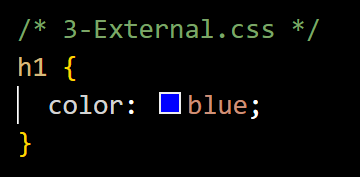 /* 3-External.css */
h1 {
  color: blue;
}